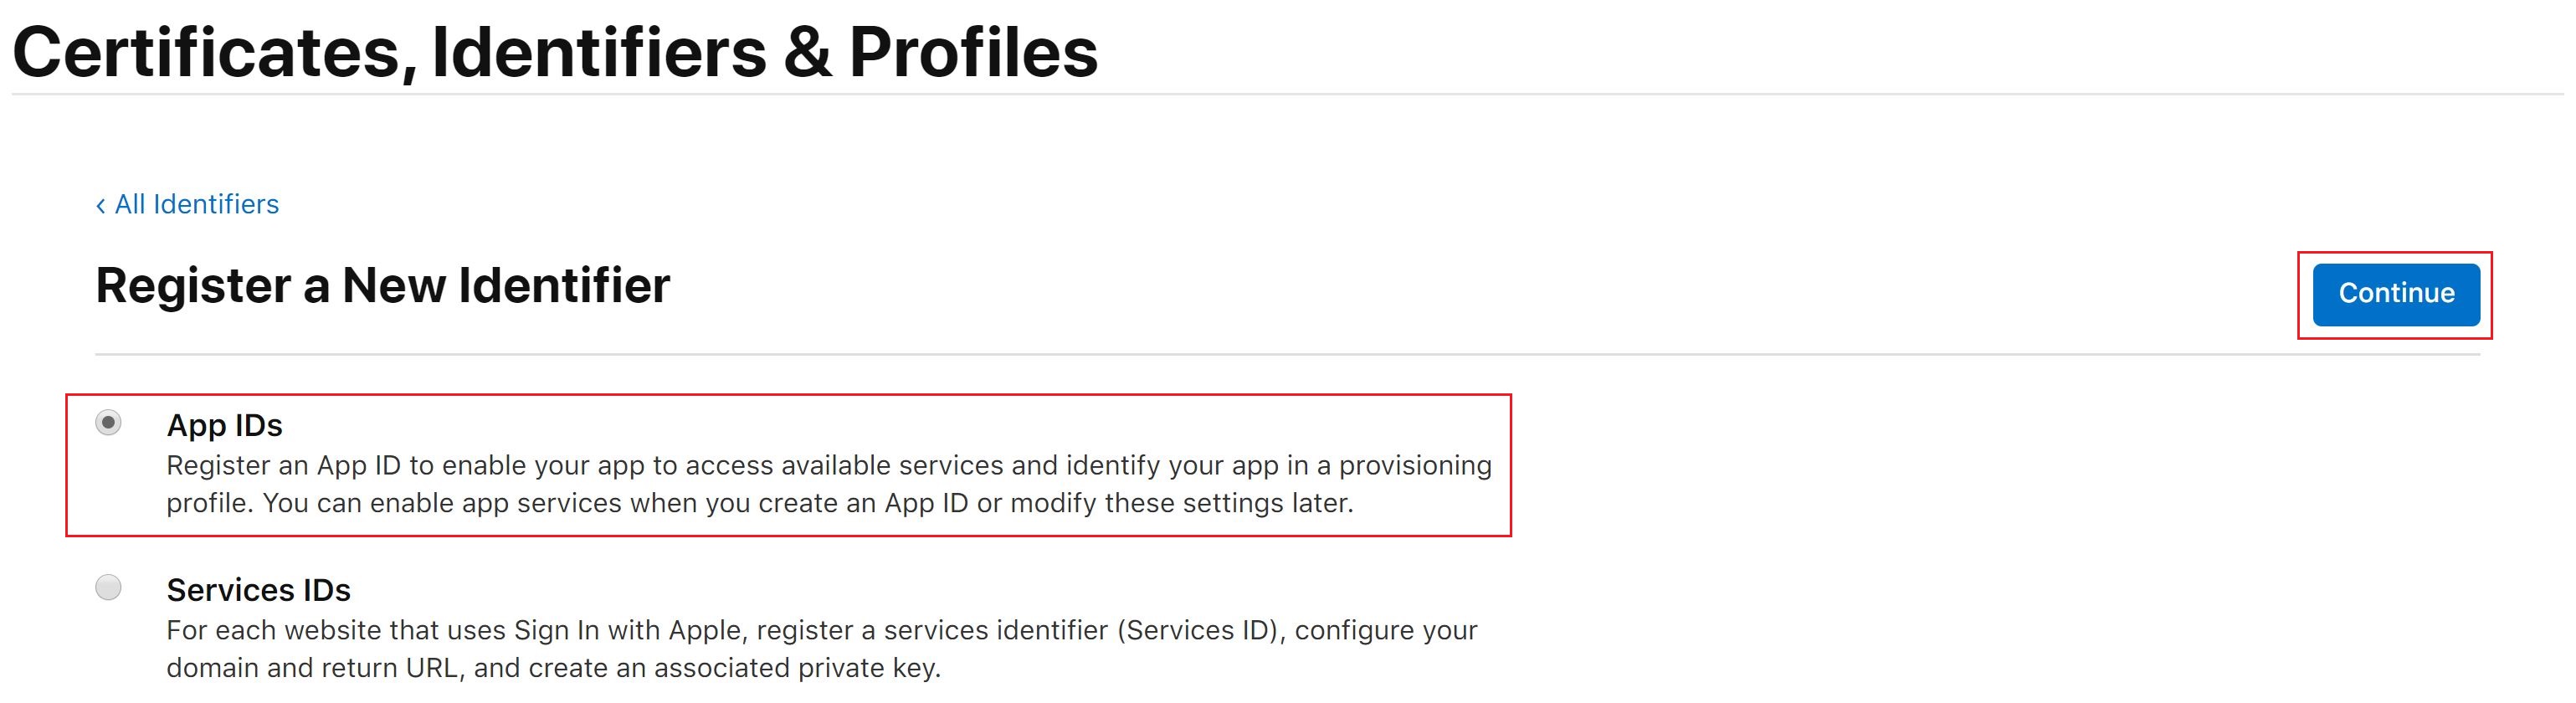 Certificates, Identifiers & Profiles
‹ All Identifiers
Register a New Identifier
Continue
App IDs
Register an App ID to enable your app to access available services and identify your app in a provisioning
profile. You can enable app services when you create an App ID or modify these settings later.
Services IDs
For each website that uses Sign In with Apple, register a services identifier (Services ID), configure your
domain and return URL, and create an associated private key.